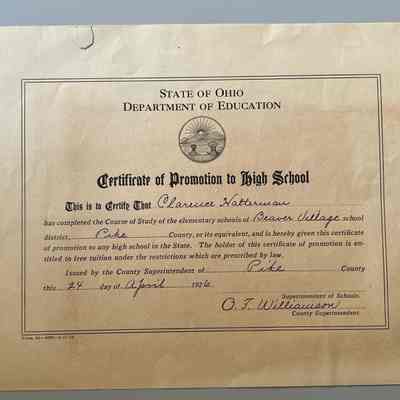 STATE OF OHIO
DEPARTMENT OF EDUCATION
Certificate of Promotion to High School
This is to Certify That Clarence Halterman
has completed the Course of Study of the elementary schools of Beaver Village school
district, Pike County, or its equivalent, and is hereby given this certificate
of promotion to any high school in the State. The holder of this certificate of promotion is en-
titled to free tuition under the restrictions which are prescribed by law.
Issued by the County Superintendent of Pike County
this 24 day of April 1926.
Superintendent of Schools.
O. T. Williamson
County Superintendent.